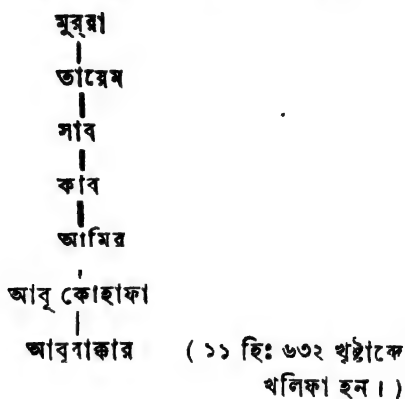 মুর্‌রা
তায়েম
সাব
কাব
আমির
আবূ কোহাফা
আবুবাক্কার ( ১১ হিঃ ৬৩২ খৃষ্টাব্দে
খলিফা হন। )